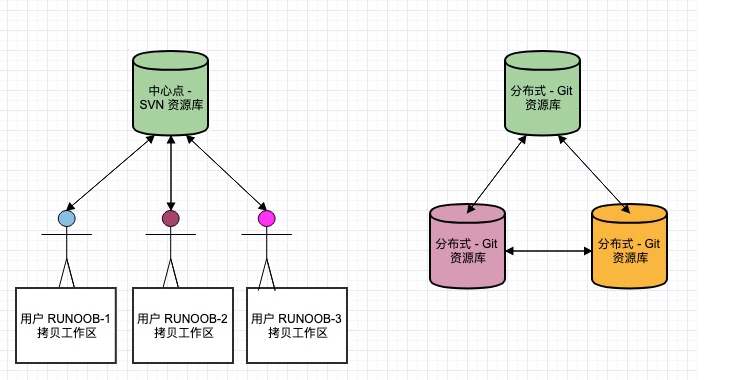 中心点 -
SVN 资源库
分布式 - Git
资源库
分布式 - Git
资源库
分布式 - Git
资源库
用户 RUNOOB-1
拷贝工作区
用户 RUNOOB-2
拷贝工作区
用户 RUNOOB-3
拷贝工作区